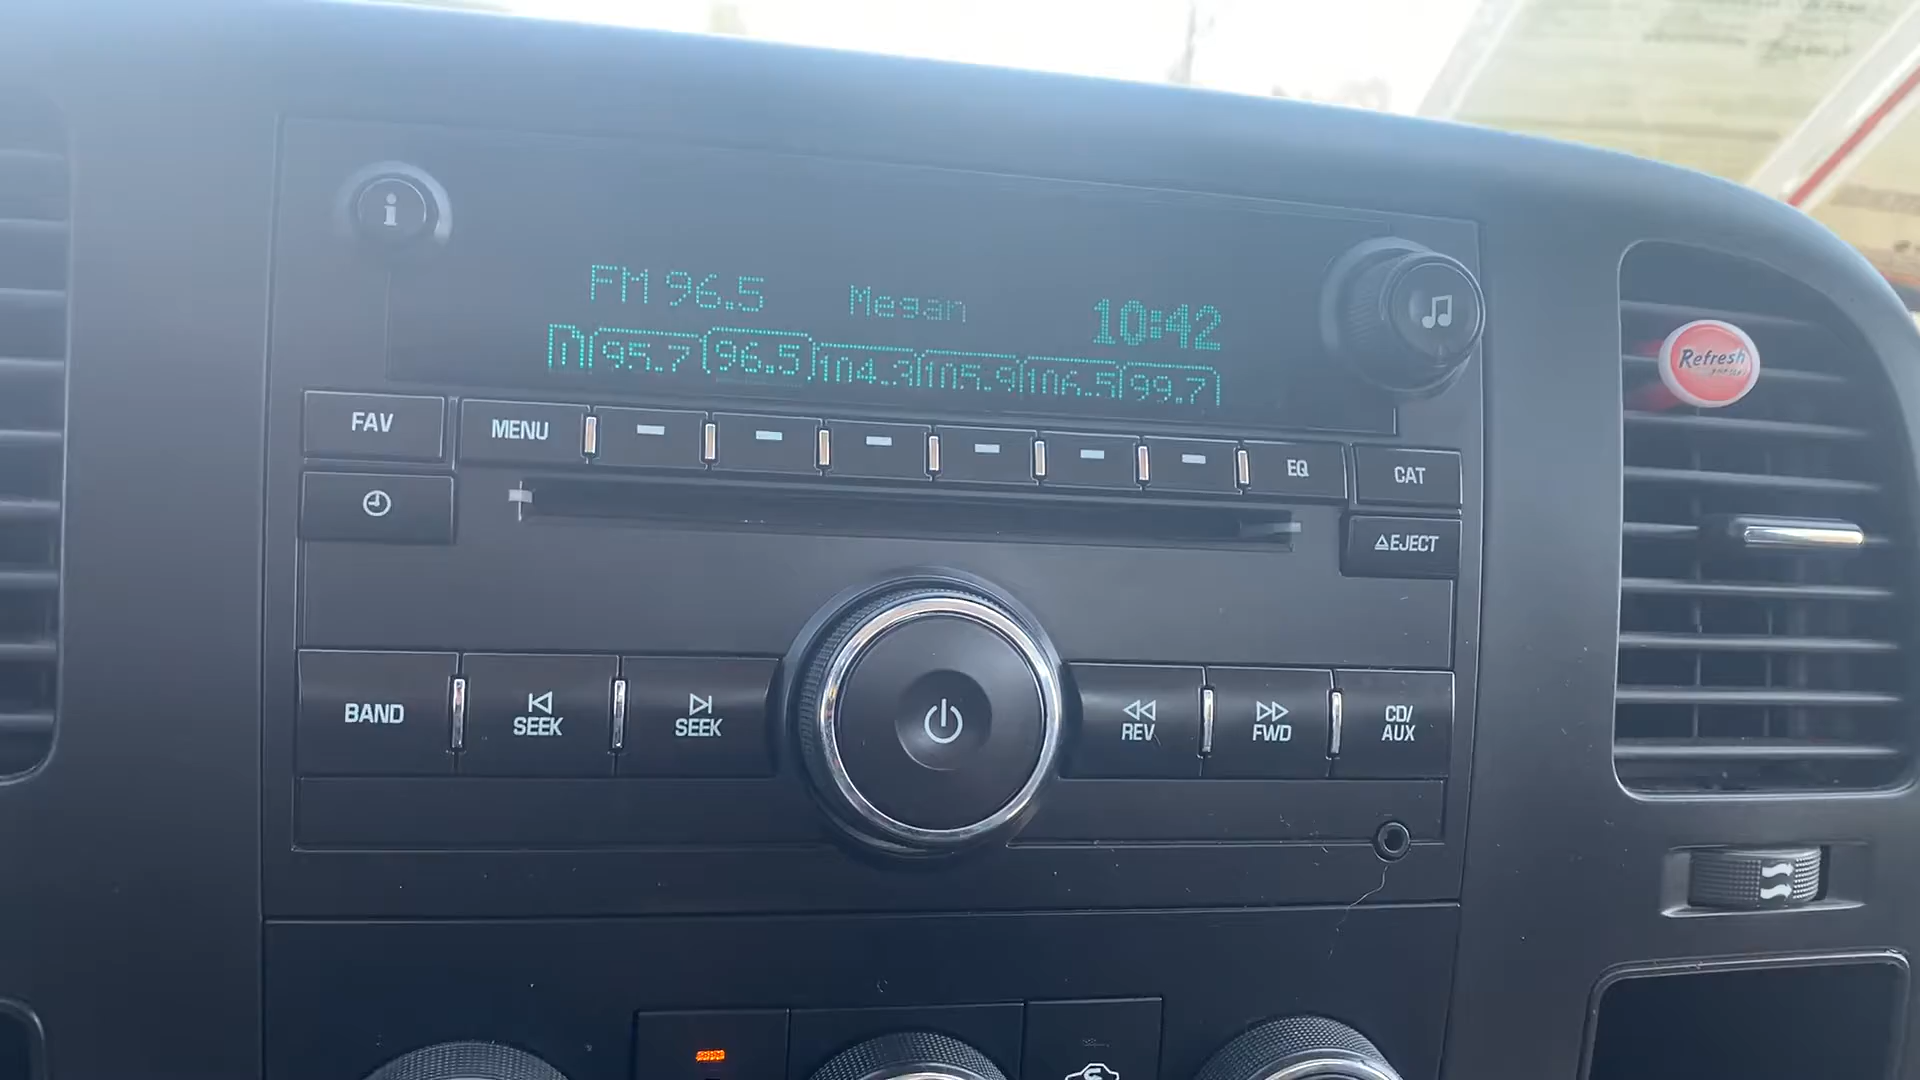 FM 96.5 Megan 10:42
1 95.7 96.5 104.3 105.9 106.5 99.7
FAV MENU EQ CAT
EJECT
BAND SEEK SEEK REV FWD CD/AUX
Refresh